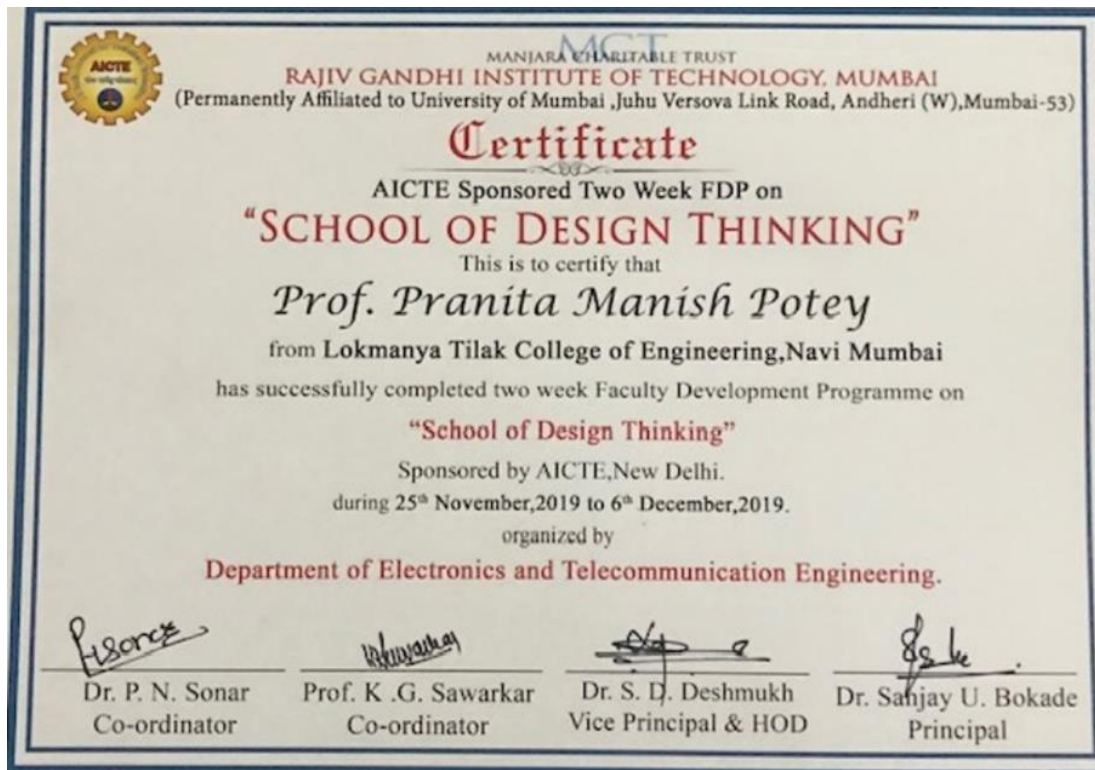 AICTE
MCT
MANJARA CHARITABLE TRUST
RAJIV GANDHI INSTITUTE OF TECHNOLOGY. MUMBAI
(Permanently Affiliated to University of Mumbai ,Juhu Versova Link Road, Andheri (W),Mumbai-53)
Certificate
AICTE Sponsored Two Week FDP on
“SCHOOL OF DESIGN THINKING”
This is to certify that
Prof. Pranita Manish Potey
from Lokmanya Tilak College of Engineering,Navi Mumbai
has successfully completed two week Faculty Development Programme on
“School of Design Thinking”
Sponsored by AICTE,New Delhi.
during 25th November,2019 to 6th December,2019.
organized by
Department of Electronics and Telecommunication Engineering.
Dr. P. N. Sonar Prof. K .G. Sawarkar Dr. S. D. Deshmukh Dr. Sanjay U. Bokade
Co-ordinator Co-ordinator Vice Principal & HOD Principal